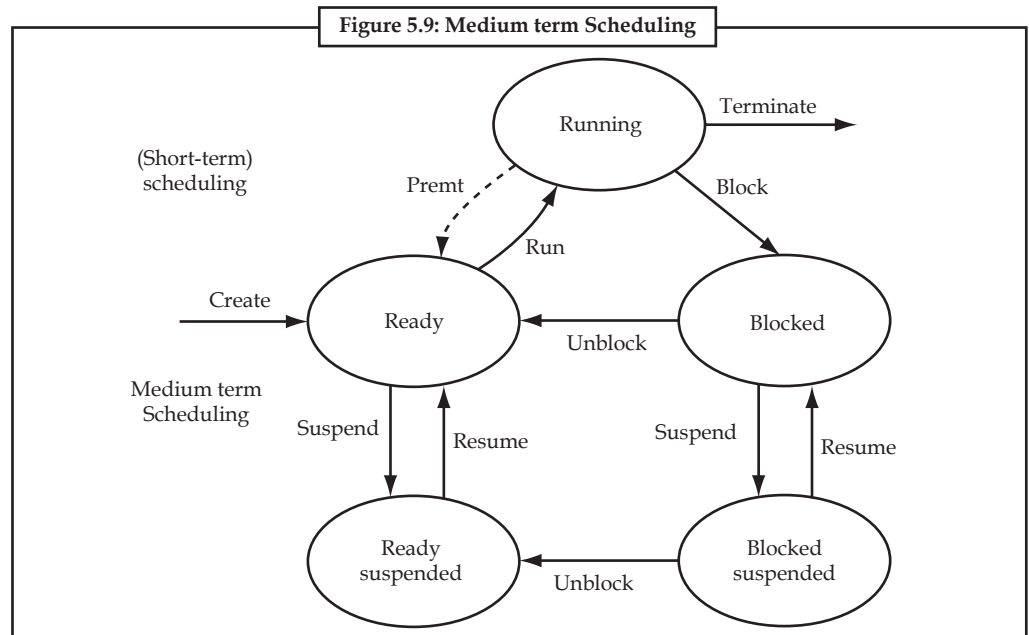 Figure 5.9: Medium term Scheduling
Running
Terminate
(Short-term)
scheduling
Premt
Block
Run
Create
Ready
Blocked
Unblock
Medium term
Scheduling
Suspend
Resume
Suspend
Resume
Ready
suspended
Blocked
suspended
Unblock